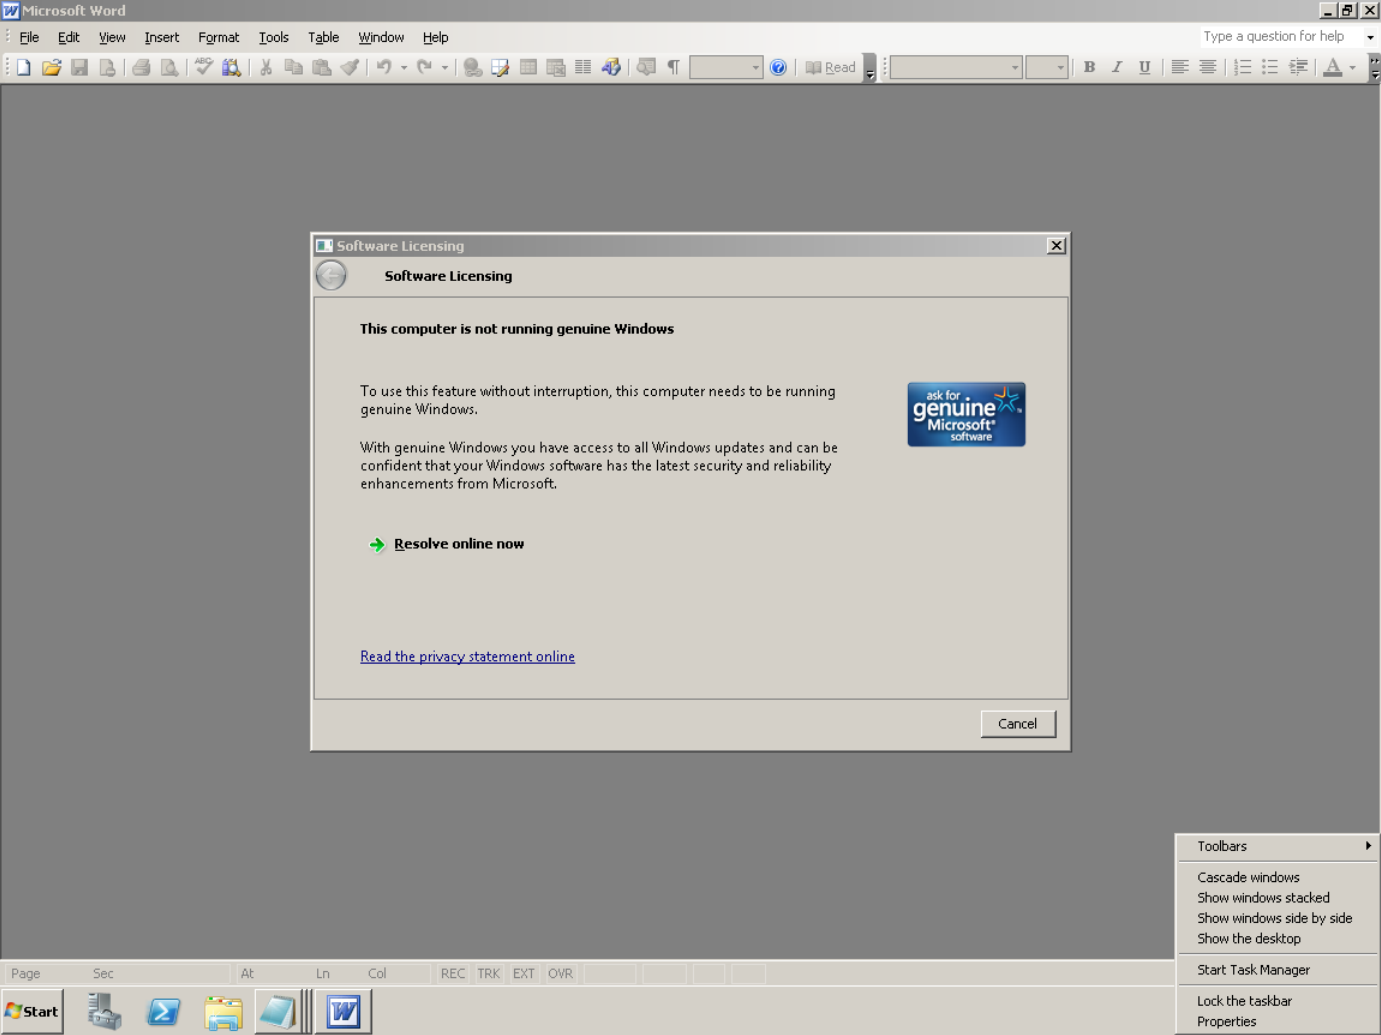 Microsoft Word
File Edit View Insert Format Tools Table Window Help
Type a question for help
ABC
Read
B I U
A
Software Licensing
Software Licensing
This computer is not running genuine Windows
To use this feature without interruption, this computer needs to be running
genuine Windows.
With genuine Windows you have access to all Windows updates and can be
confident that your Windows software has the latest security and reliability
enhancements from Microsoft.
ask for
genuine™
Microsoft®
software
Resolve online now
Read the privacy statement online
Cancel
Toolbars
Cascade windows
Show windows stacked
Show windows side by side
Show the desktop
Start Task Manager
Lock the taskbar
Properties
Page Sec At Ln Col REC TRK EXT OVR
Start